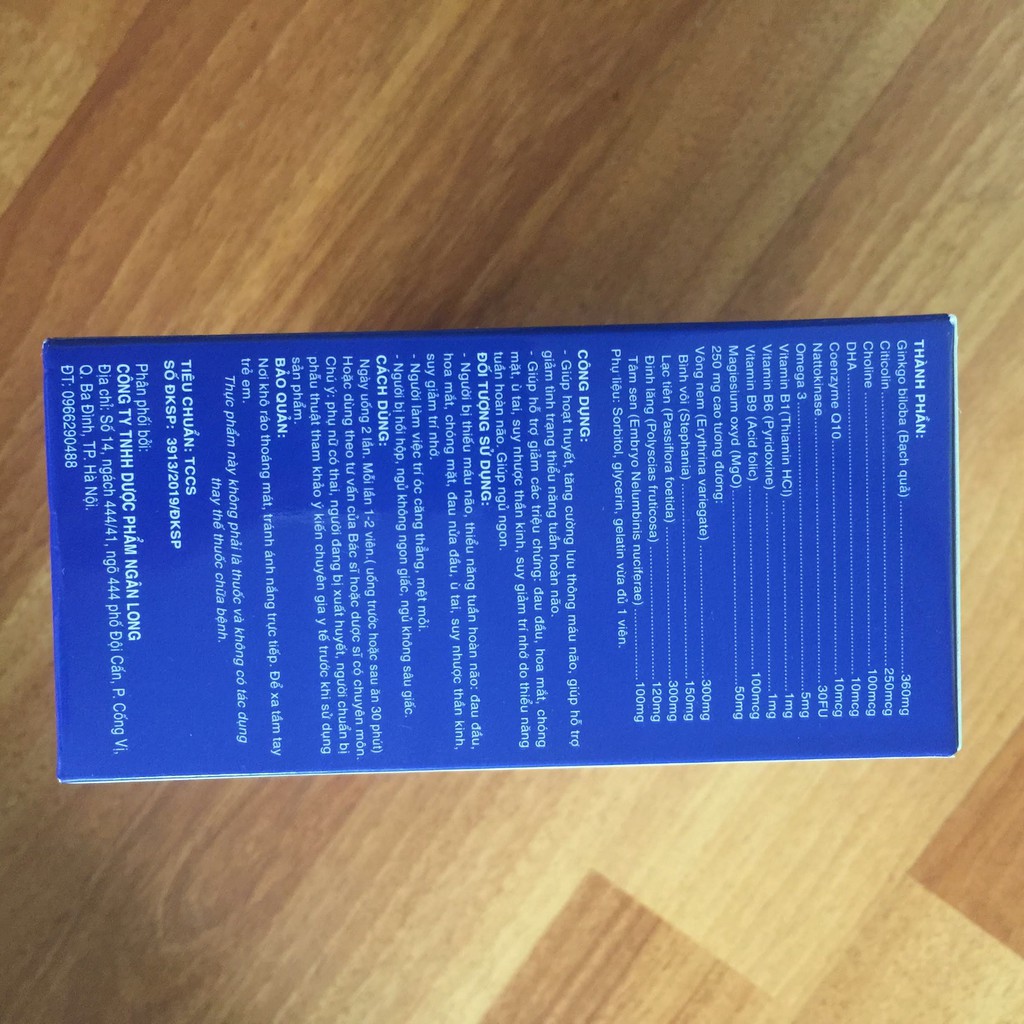 THÀNH PHẦN:
Ginkgo biloba (Bạch quả).....................360mg
Citicolin.....................250mcg
Choline.....................100mcg
DHA.....................10mcg
Coenzyme Q10.....................10mcg
Nattokinase.....................30FU
Omega 3.....................5mg
Vitamin B1(Thiamin HCl).....................1mg
Vitamin B6 (Pyridoxine).....................1mg
Vitamin B9 (Acid folic).....................100mcg
Magiesium oxyd (MgO).....................50mg
250 mg cao tương đương:
Vông nem (Erythrina variegate).....................300mg
Bình vôi (Stephania).....................150mg
Lạc tiên (Passiflora foetida).....................300mg
Đinh lăng (Polyscias fruticosa).....................120mg
Tâm sen (Embryo Nelumbinis nuciferae).....................100mg
Phụ liệu: Sorbitol, glycerin, gelatin vừa đủ 1 viên.
CÔNG DỤNG:
- Giúp hoạt huyết, tăng cường lưu thông máu não, giúp hỗ trợ
giảm tình trạng thiểu năng tuần hoàn não.
- Giúp hỗ trợ giảm các triệu chứng: đau đầu, hoa mắt, chóng
mặt, ù tai, suy nhược thần kinh, suy giảm trí nhớ do thiểu năng
tuần hoàn não, Giúp ngủ ngon.
ĐỐI TƯỢNG SỬ DỤNG:
- Người bị thiếu máu não, thiểu năng tuần hoàn não: đau đầu,
hoa mắt, chóng mặt, đau nửa đầu, ù tai, suy nhược thần kinh,
suy giảm trí nhớ.
- Người làm việc trí óc căng thẳng, mệt mỏi.
- Người bị hồi hộp, ngủ không ngon giấc, ngủ không sâu giấc.
CÁCH DÙNG:
Ngày uống 2 lần. Mỗi lần 1-2 viên.( uống trước hoặc sau ăn 30 phút)
Hoặc dùng theo tư vấn của Bác sĩ hoặc dược sĩ có chuyên môn.
Chú ý: phụ nữ có thai, người đang bị xuất huyết, người chuẩn bị
phẫu thuật tham khảo ý kiến chuyên gia y tế trước khi sử dụng
sản phẩm.
BẢO QUẢN:
Nơi khô ráo thoáng mát, tránh ánh nắng trực tiếp. Để xa tầm tay
trẻ em.
Thực phẩm này không phải là thuốc và không có tác dụng
thay thế thuốc chữa bệnh.
TIÊU CHUẨN: TCCS
SỐ ĐKSP: 3913/2019/ĐKSP
Phân phối bởi:
CÔNG TY TNHH DƯỢC PHẨM NGÂN LONG
Địa chỉ: Số 14, ngách 444/41, ngõ 444 phố Đội Cấn, P. Cống Vị,
Q. Ba Đình, TP. Hà Nội.
ĐT: 0966290488